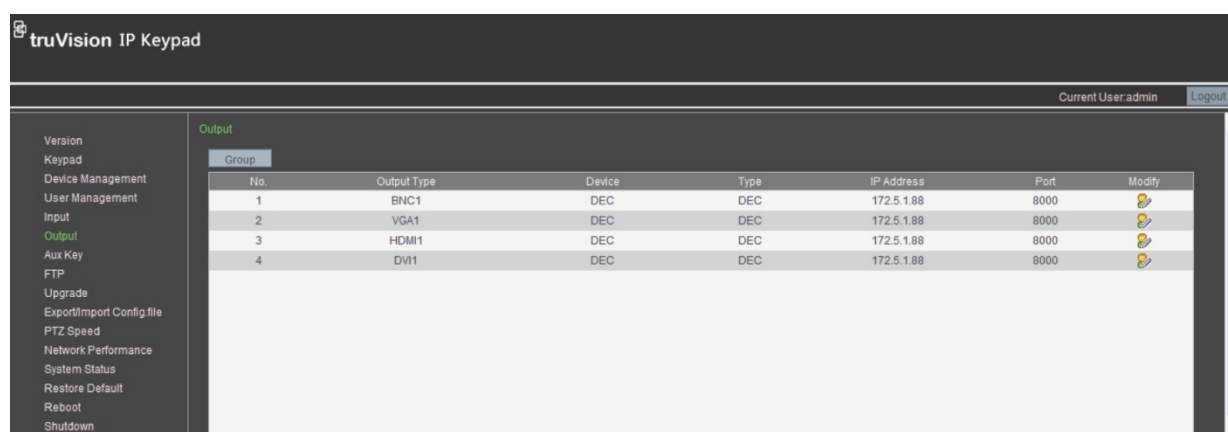 truVision IP Keypad
Current User:admin Logout
Version
Keypad
Device Management
User Management
Input
Output
Aux Key
FTP
Upgrade
Export/Import Config.file
PTZ Speed
Network Performance
System Status
Restore Default
Reboot
Shutdown
Output
Group
No. Output Type Device Type IP Address Port Modify
1 BNC1 DEC DEC 172.5.1.88 8000
2 VGA1 DEC DEC 172.5.1.88 8000
3 HDMI1 DEC DEC 172.5.1.88 8000
4 DVI1 DEC DEC 172.5.1.88 8000